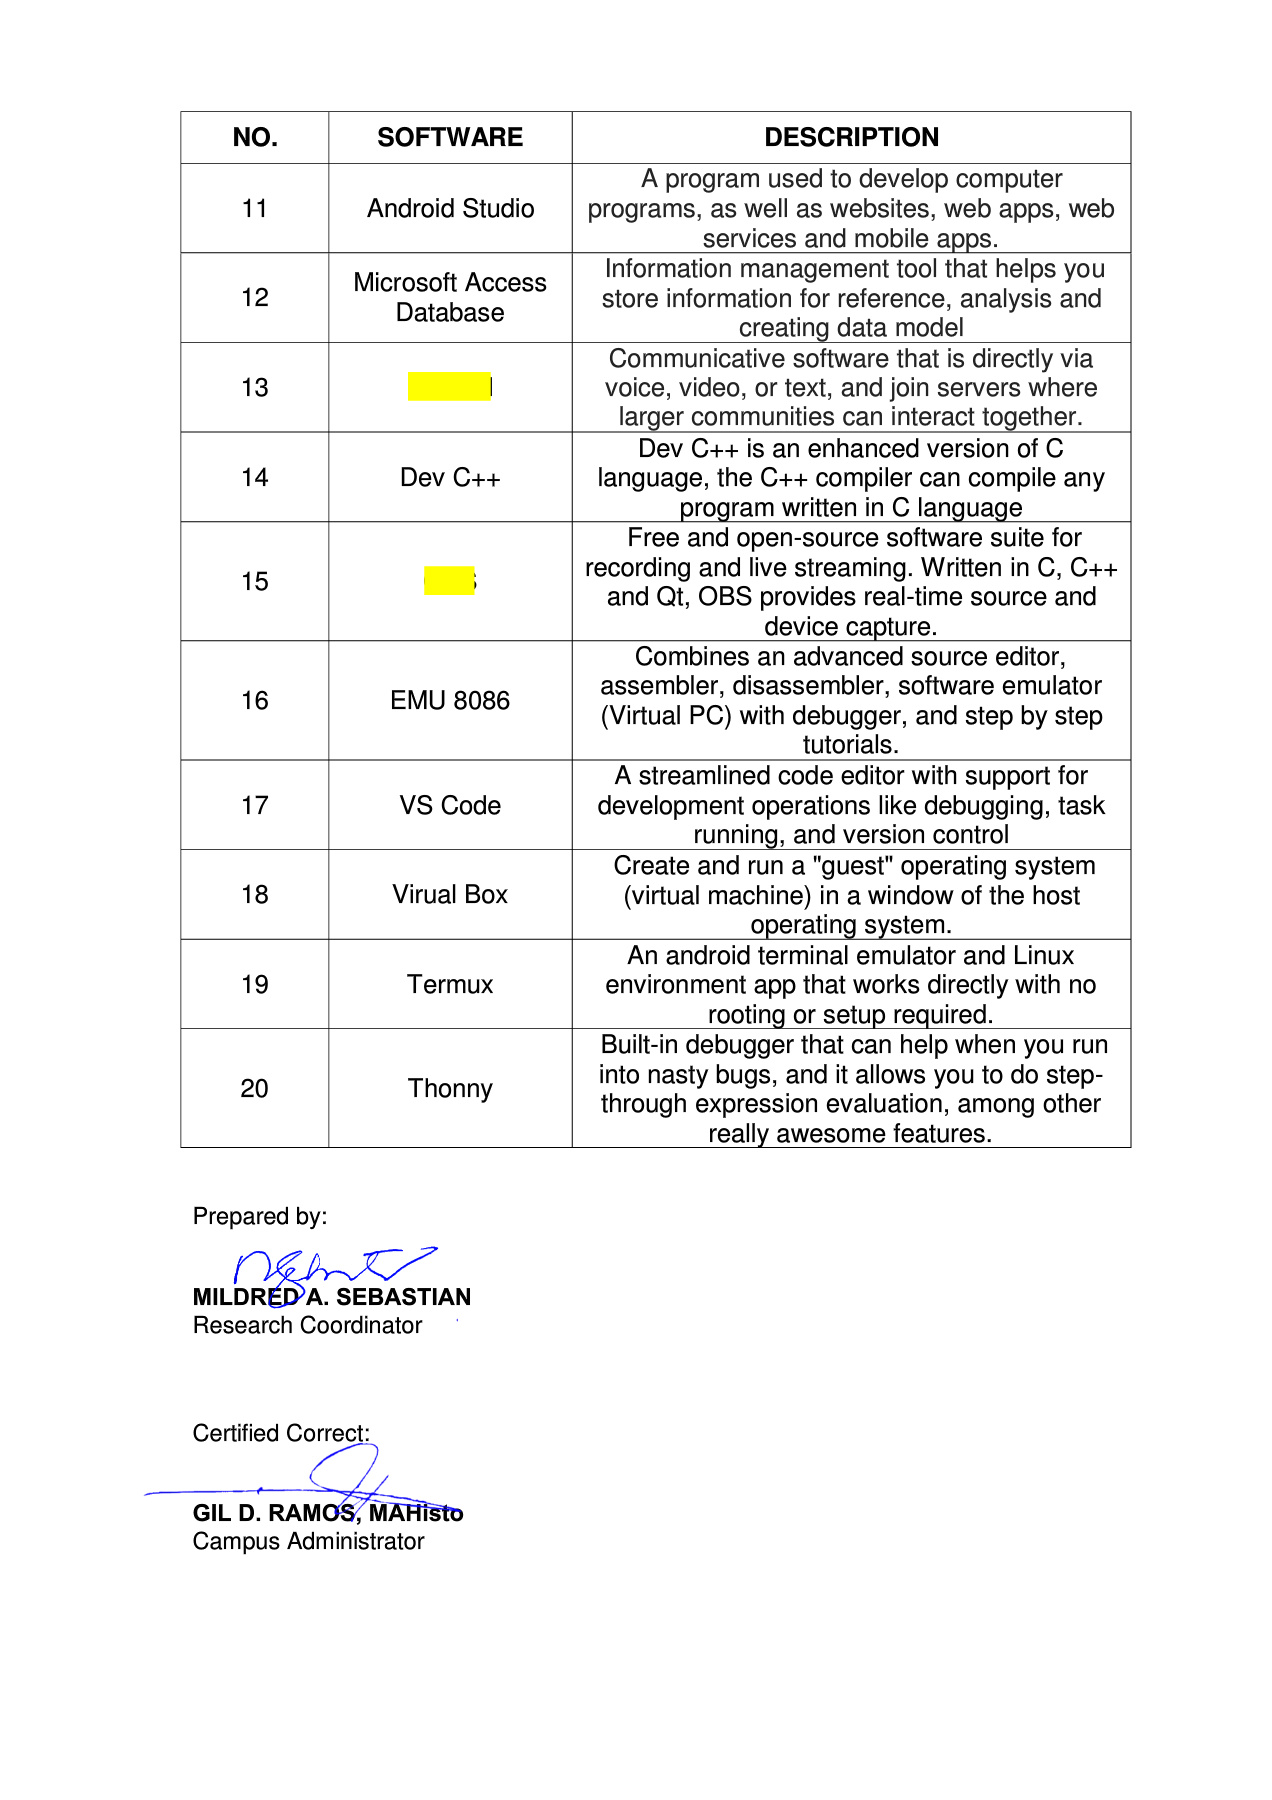 NO. SOFTWARE DESCRIPTION
11 Android Studio A program used to develop computer
programs, as well as websites, web apps, web
services and mobile apps.
12 Microsoft Access
Database Information management tool that helps you
store information for reference, analysis and
creating data model
13 Communicative software that is directly via
voice, video, or text, and join servers where
larger communities can interact together.
14 Dev C++ Dev C++ is an enhanced version of C
language, the C++ compiler can compile any
program written in C language
15 Free and open-source software suite for
recording and live streaming. Written in C, C++
and Qt, OBS provides real-time source and
device capture.
16 EMU 8086 Combines an advanced source editor,
assembler, disassembler, software emulator
(Virtual PC) with debugger, and step by step
tutorials.
17 VS Code A streamlined code editor with support for
development operations like debugging, task
running, and version control
18 Virual Box Create and run a "guest" operating system
(virtual machine) in a window of the host
operating system.
19 Termux An android terminal emulator and Linux
environment app that works directly with no
rooting or setup required.
20 Thonny Built-in debugger that can help when you run
into nasty bugs, and it allows you to do step-
through expression evaluation, among other
really awesome features.
Prepared by:
MILDRED A. SEBASTIAN
Research Coordinator
Certified Correct:
GIL D. RAMOS, MAHisto
Campus Administrator